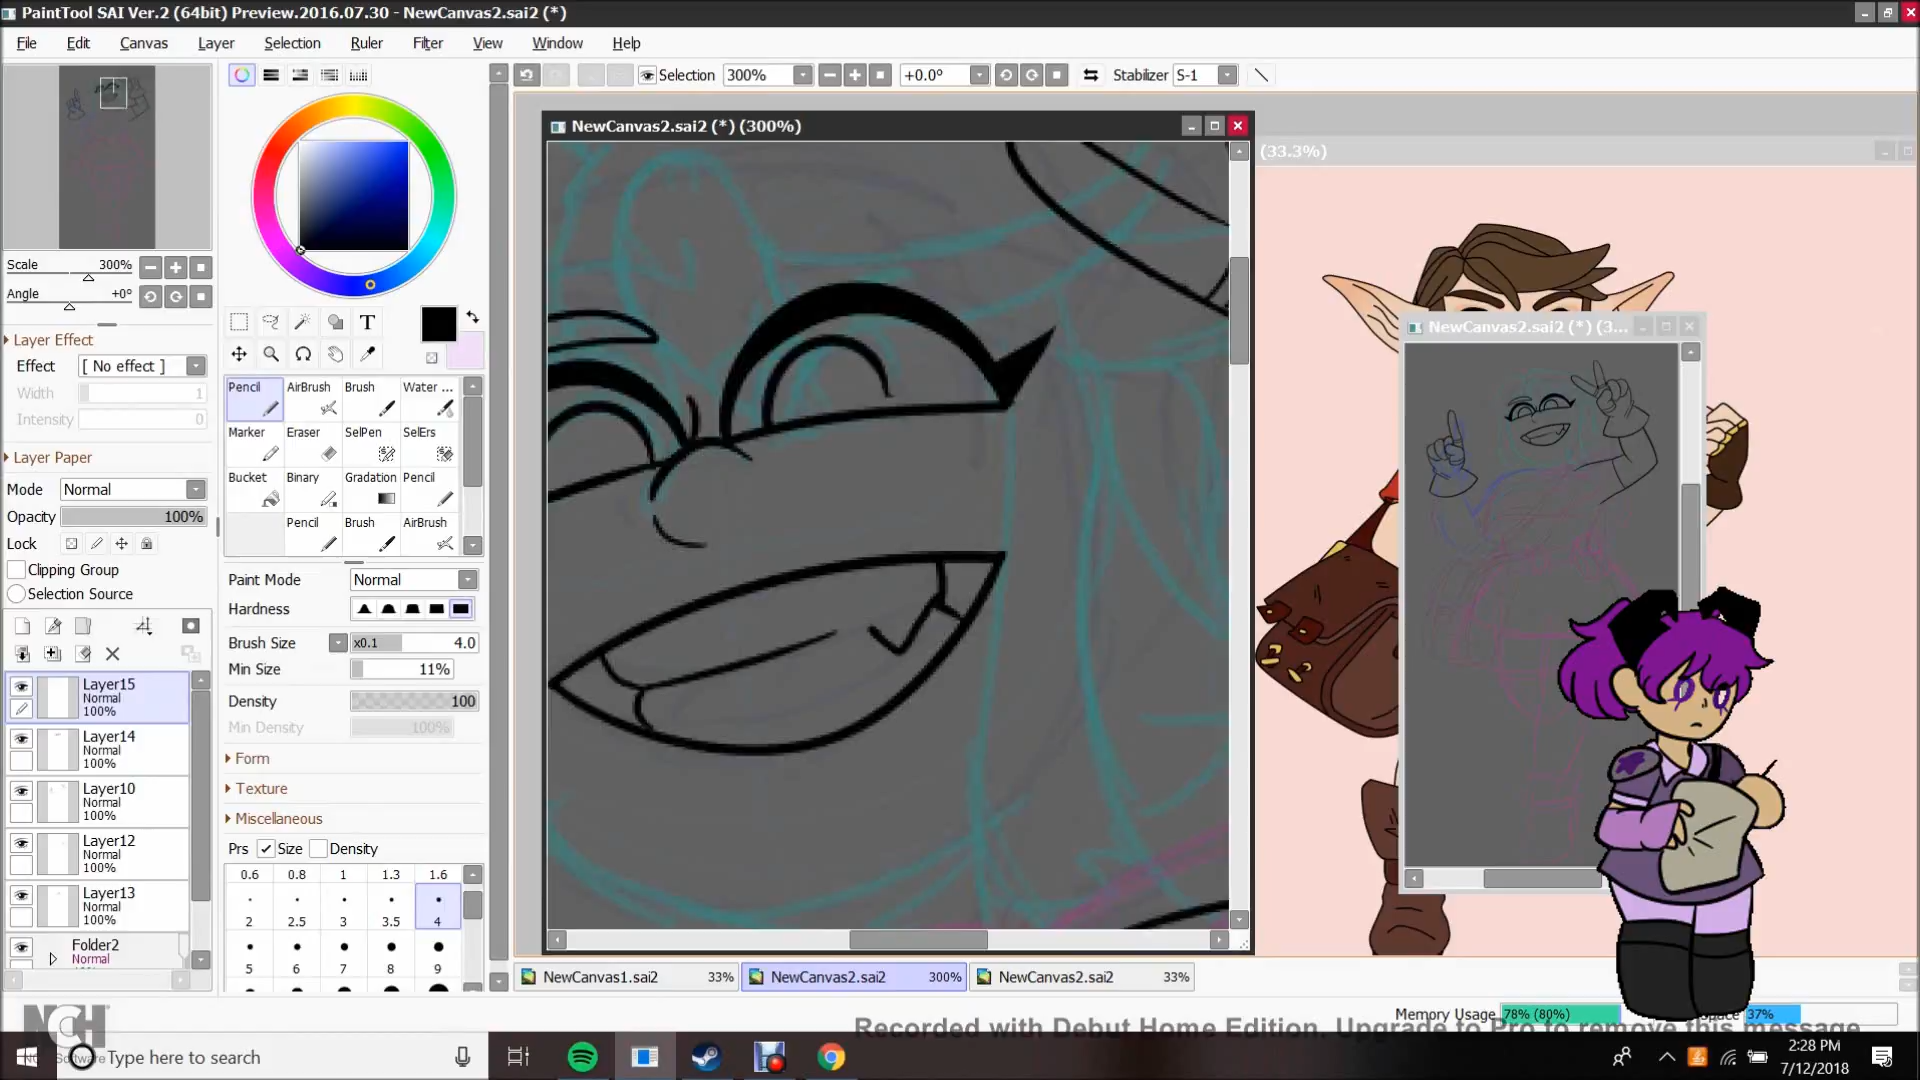 PaintTool SAI Ver.2 (64bit) Preview.2016.07.30 - NewCanvas2.sai2 (*)
File Edit Canvas Layer Selection Ruler Filter View Window Help
Selection 300% +0.0° Stabilizer S-1
NewCanvas2.sai2 (*) (300%)
(33.3%)
NewCanvas2.sai2 (*) (3...
Scale 300%
Angle +0°
Layer Effect
Effect [ No effect ]
Width 1
Intensity 0
Layer Paper
Mode Normal
Opacity 100%
Lock
Clipping Group
Selection Source
Layer15
Normal
100%
Layer14
Normal
100%
Layer10
Normal
100%
Layer12
Normal
100%
Layer13
Normal
100%
Folder2
Normal
T
Pencil AirBrush Brush Water ...
Marker Eraser SelPen SelErs
Bucket Binary Gradation Pencil
Pencil Brush AirBrush
Paint Mode Normal
Hardness
Brush Size x0.1 4.0
Min Size 11%
Density 100
Min Density 100%
Form
Texture
Miscellaneous
Prs Size Density
0.6 0.8 1 1.3 1.6
2 2.5 3 3.5 4
5 6 7 8 9
NewCanvas1.sai2 33%
NewCanvas2.sai2 300%
NewCanvas2.sai2 33%
Memory Usage 78% (80%)
37%
Recorded with Debut Home Edition. Upgrade to Pro to remove this message
NCH
Software
Type here to search
2:28 PM
7/12/2018